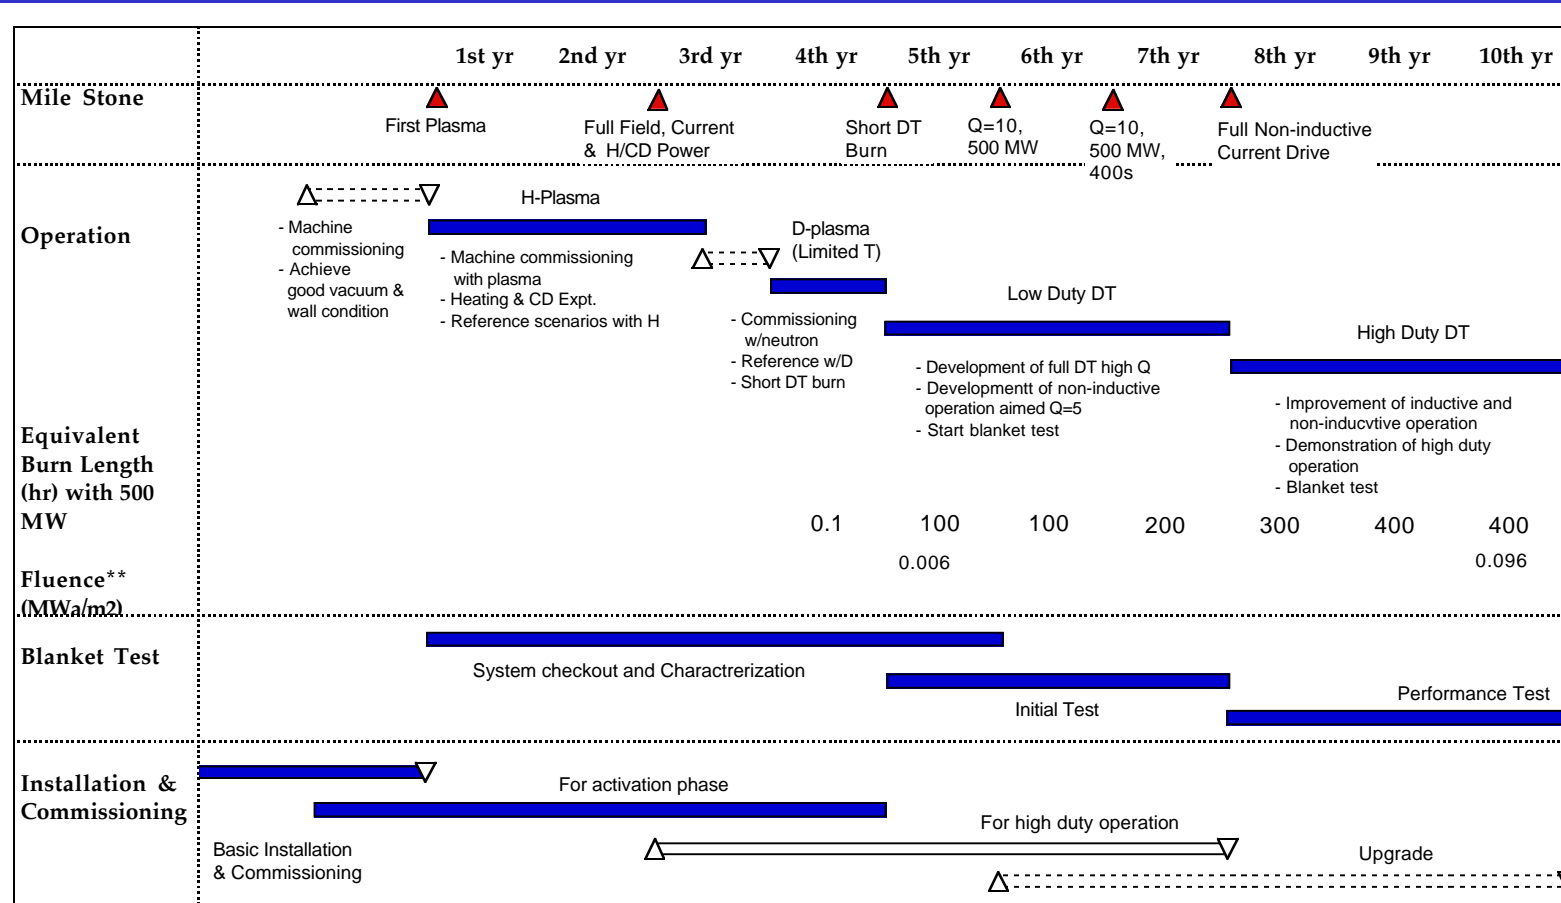 1st yr 2nd yr 3rd yr 4th yr 5th yr 6th yr 7th yr 8th yr 9th yr 10th yr
Mile Stone
First Plasma
Full Field, Current
& H/CD Power
Short DT
Burn
Q=10,
500 MW
Q=10,
500 MW,
400s
Full Non-inductive
Current Drive
Operation
- Machine
commissioning
- Achieve
good vacuum &
wall condition
H-Plasma
- Machine commissioning
with plasma
- Heating & CD Expt.
- Reference scenarios with H
D-plasma
(Limited T)
- Commissioning
w/neutron
- Reference w/D
- Short DT burn
Low Duty DT
- Development of full DT high Q
- Developmentt of non-inductive
operation aimed Q=5
- Start blanket test
High Duty DT
- Improvement of inductive and
non-inducvtive operation
- Demonstration of high duty
operation
- Blanket test
Equivalent
Burn Length
(hr) with 500
MW
0.1 100 100 200 300 400 400
Fluence**
(MWa/m2)
0.006 0.096
Blanket Test
System checkout and Charactrerization
Initial Test
Performance Test
Installation &
Commissioning
Basic Installation
& Commissioning
For activation phase
For high duty operation
Upgrade